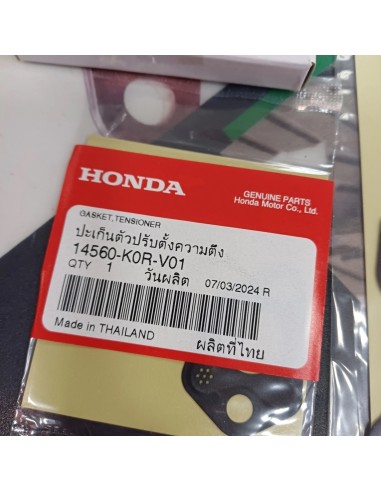 HONDA
GENUINE PARTS
Honda Motor Co., Ltd.
GASKET,TENSIONER
ปะเก็นตัวปรับตั้งความตึง
14560-K0R-V01
QTY 1 วันผลิต 07/03/2024 R
Made in THAILAND ผลิตที่ไทย